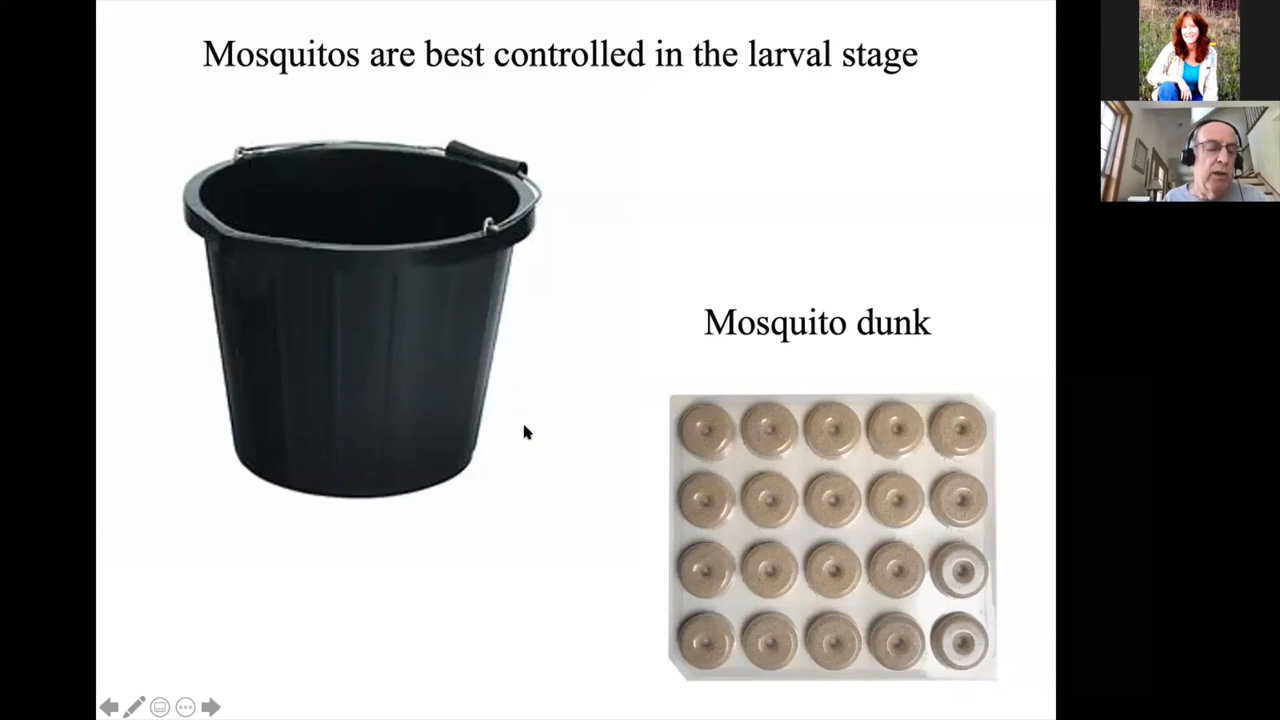 Mosquitos are best controlled in the larval stage
Mosquito dunk